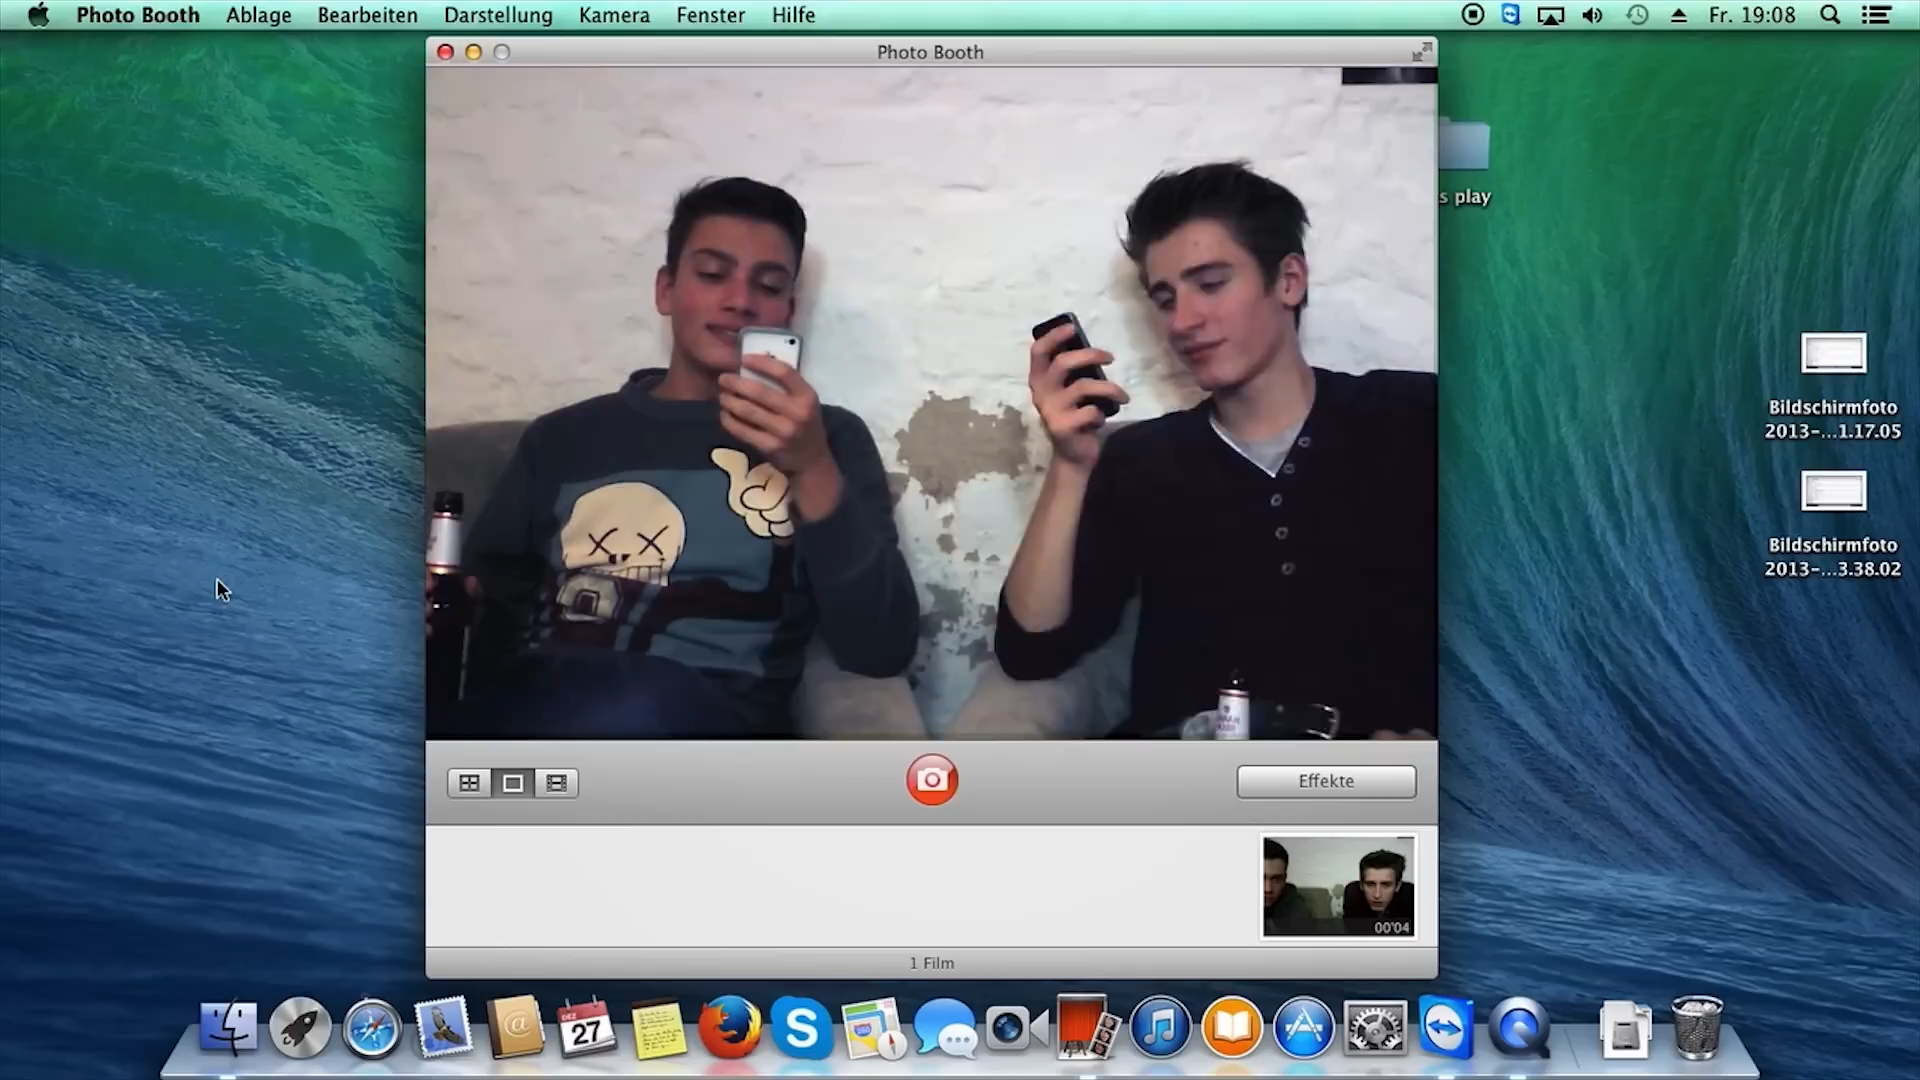 Photo Booth Ablage Bearbeiten Darstellung Kamera Fenster Hilfe Fr. 19:08
Photo Booth
s play
Bildschirmfoto
2013-...1.17.05
Bildschirmfoto
2013-...3.38.02
Effekte
00'04
1 Film
DEZ
27